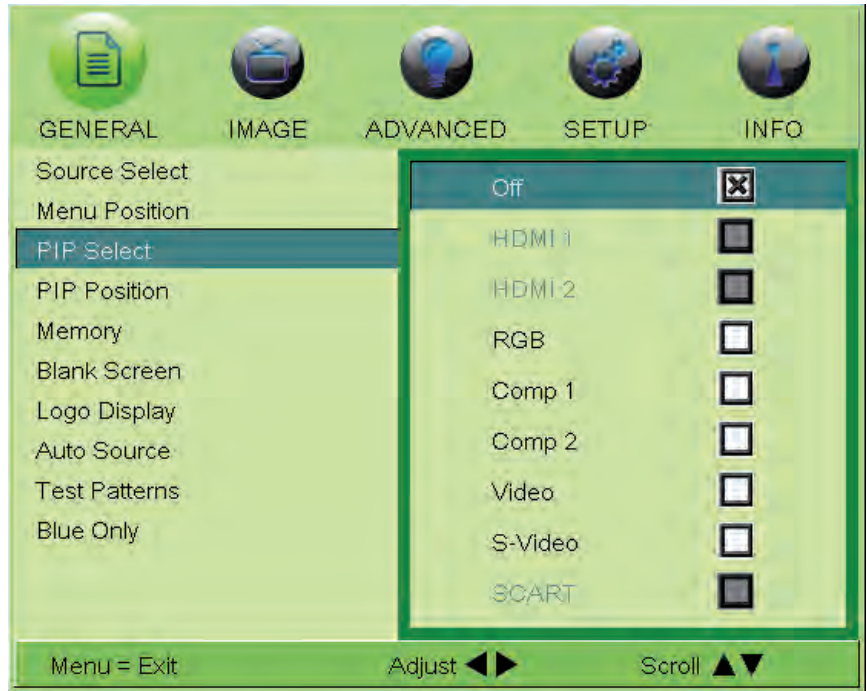 GENERAL IMAGE ADVANCED SETUP INFO
Source Select
Menu Position
PIP Select
PIP Position
Memory
Blank Screen
Logo Display
Auto Source
Test Patterns
Blue Only
Off
HDMI 1
HDMI 2
RGB
Comp 1
Comp 2
Video
S-Video
SCART
Menu = Exit Adjust ◀▶ Scroll ▲▼